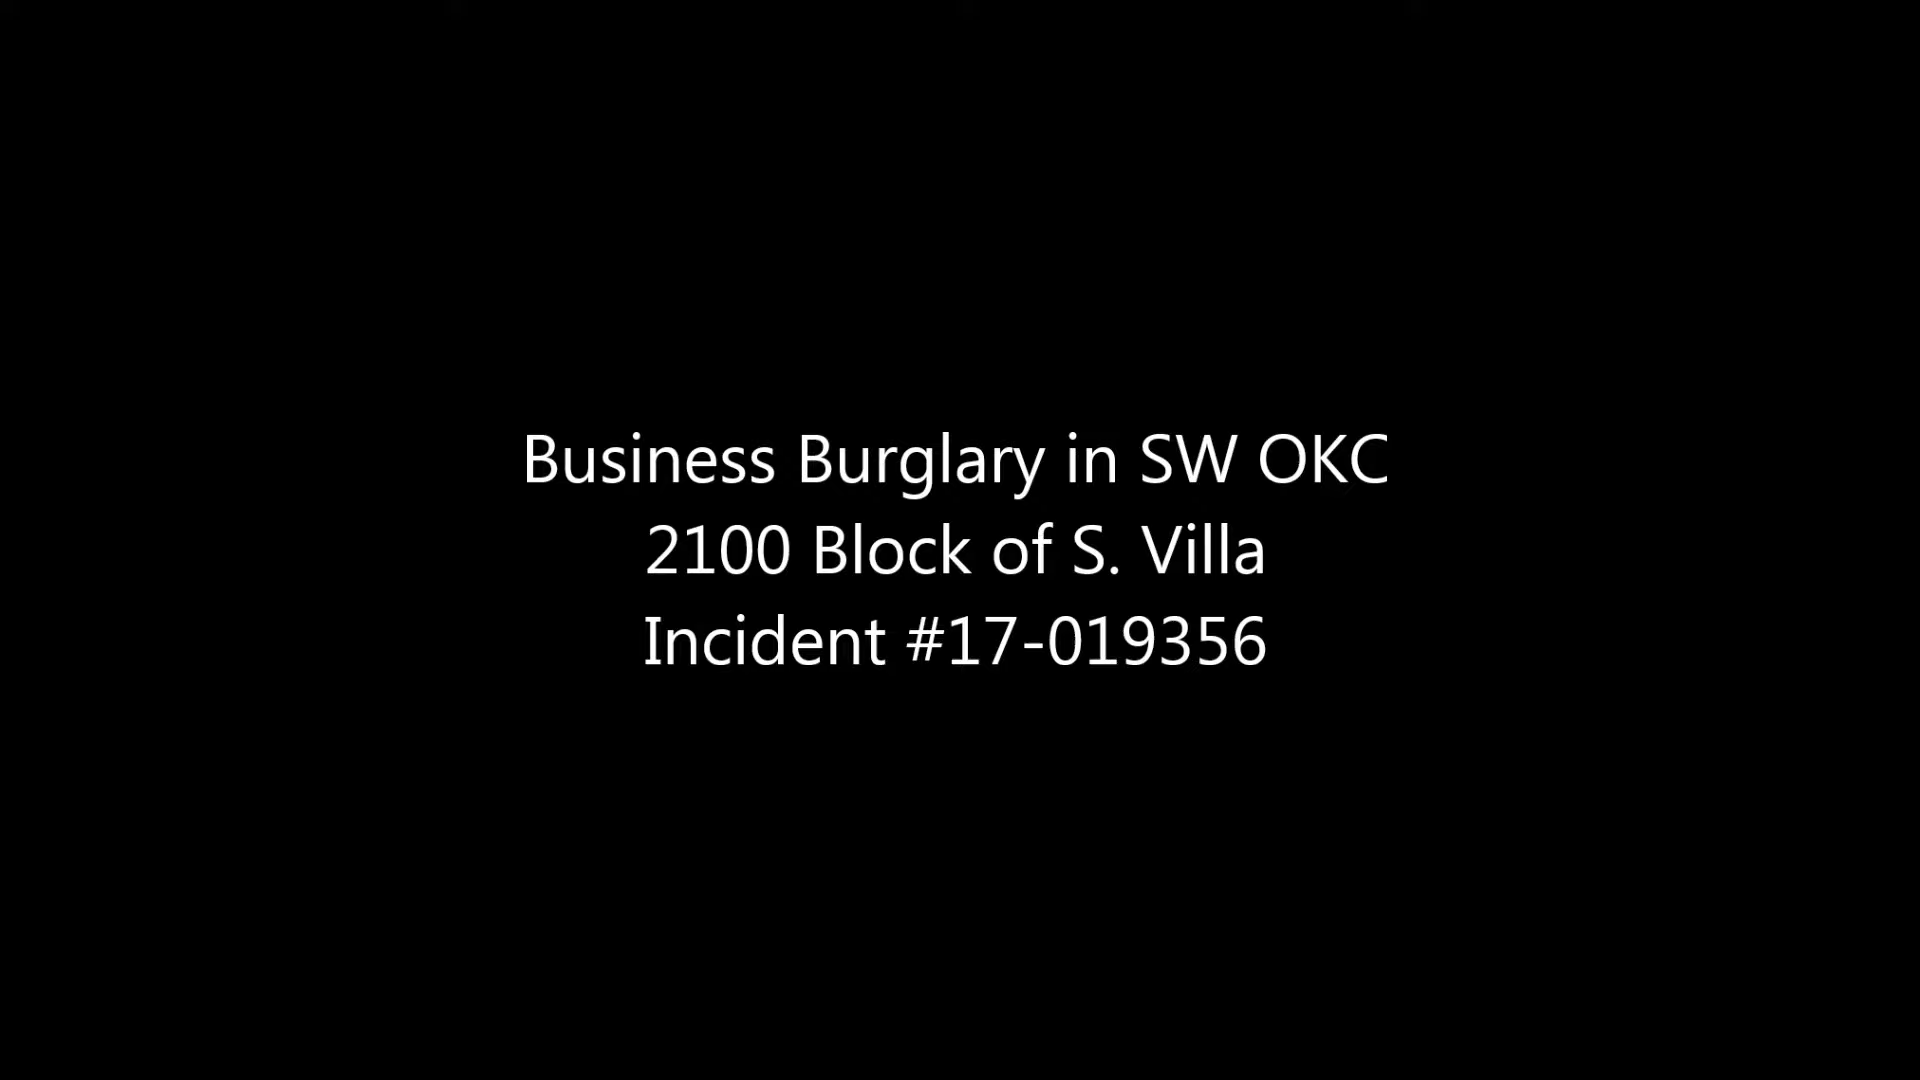 Business Burglary in SW OKC
2100 Block of S. Villa
Incident #17-019356